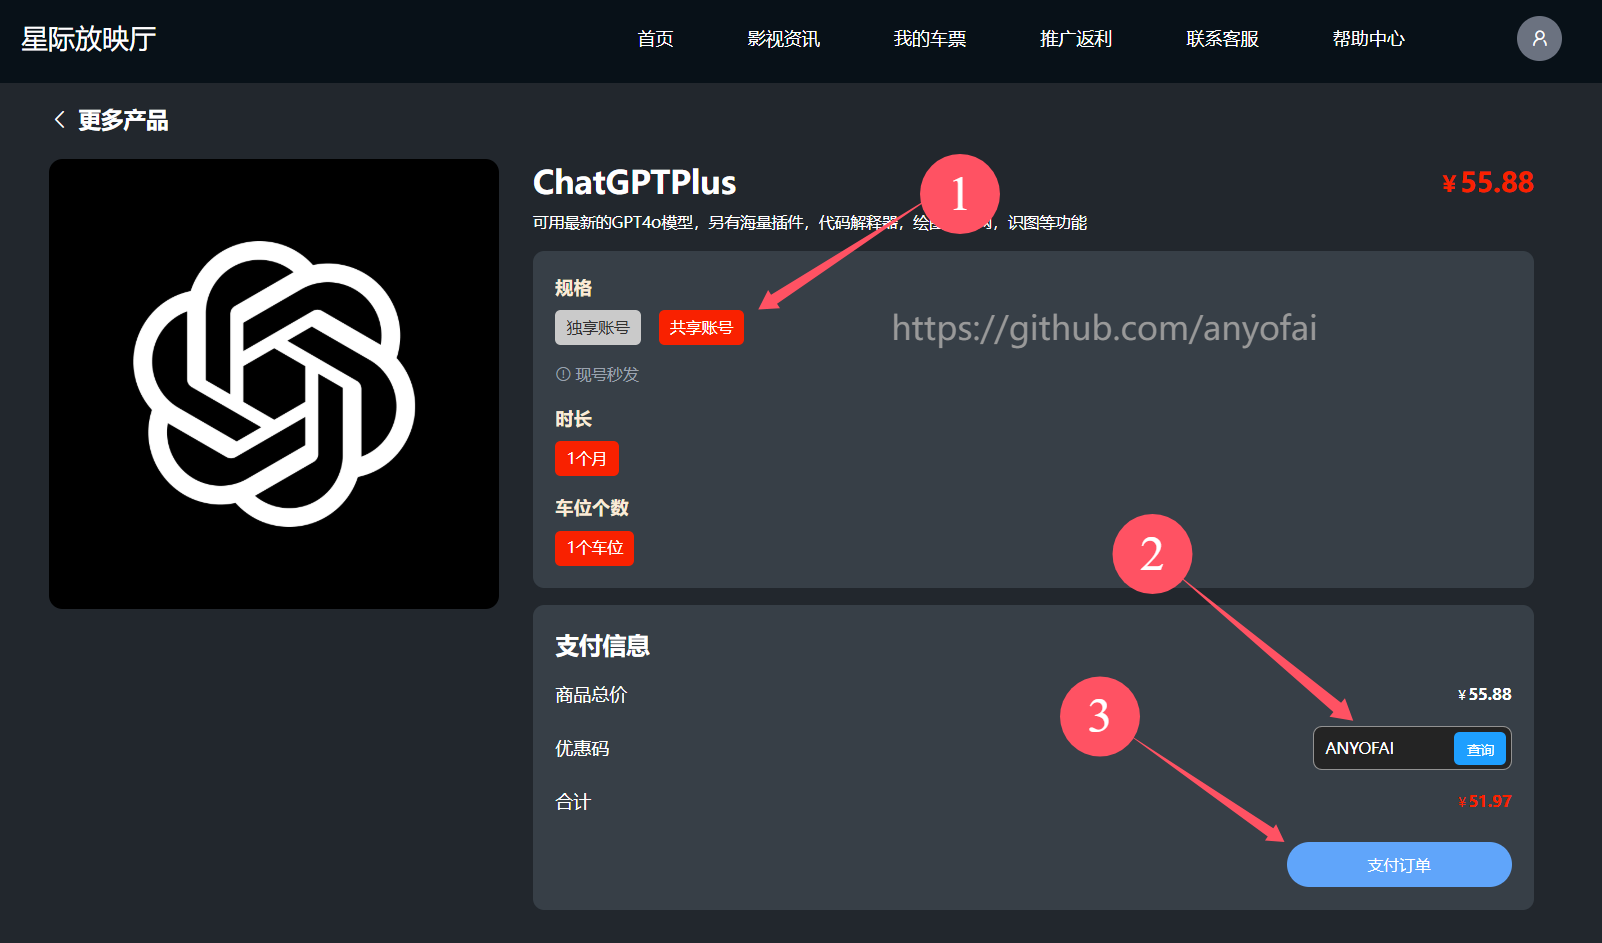 星际放映厅
首页 影视资讯 我的车票 推广返利 联系客服 帮助中心
更多产品
ChatGPTPlus
¥55.88
1
可用最新的GPT4o模型，另有海量插件，代码解释器，绘图 网，识图等功能
规格
独享账号 共享账号
https://github.com/anyofai
现号秒发
时长
1个月
车位个数
1个车位
2
支付信息
商品总价 ¥55.88
3
优惠码 ANYOFAI 查询
合计 ¥51.97
支付订单